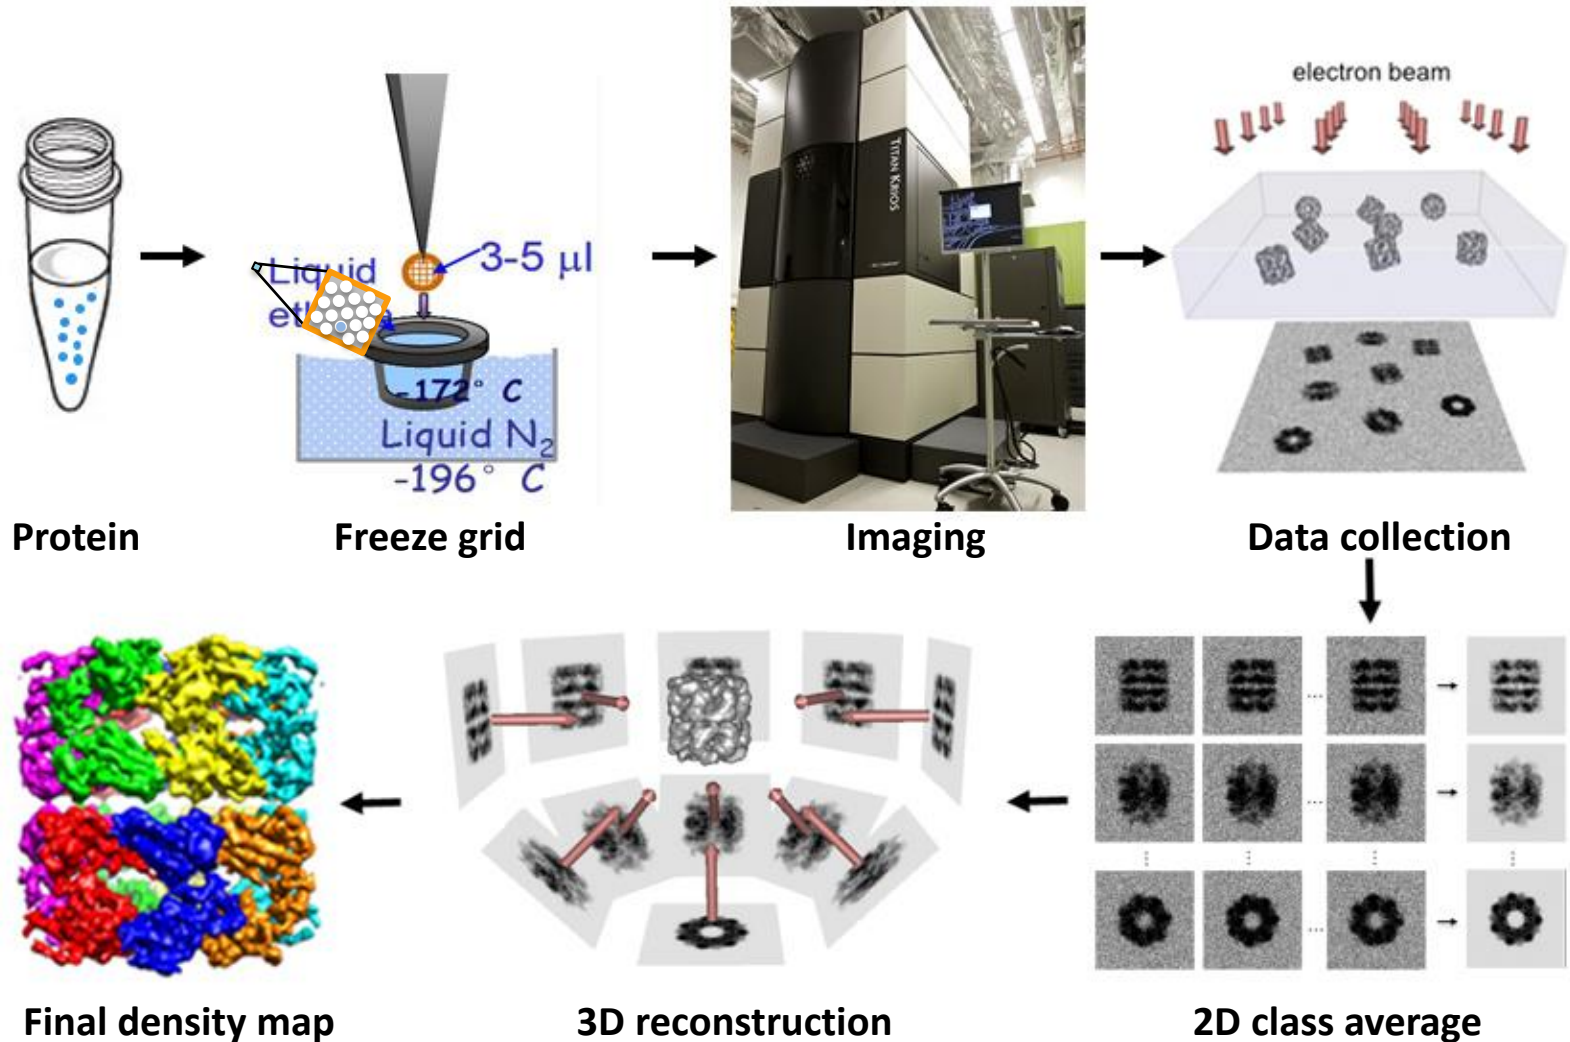 electron beam
3-5 µl
Liquid
-172° C
Liquid N2
-196° C
TITAN KRIOS
Protein
Freeze grid
Imaging
Data collection
...
...
...
Final density map
3D reconstruction
2D class average